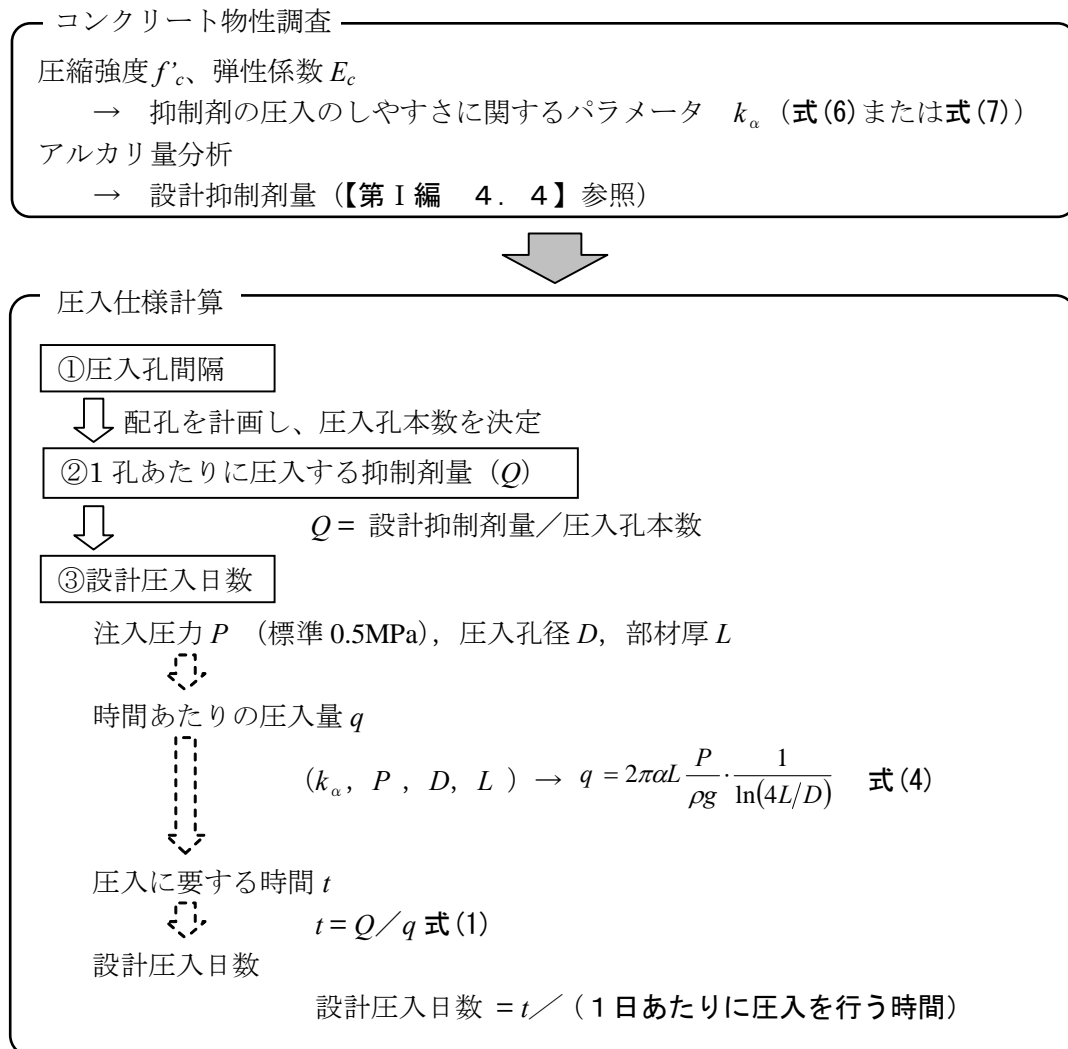 コンクリート物性調査
圧縮強度 f’c、弾性係数 Ec
→ 抑制剤の圧入のしやすさに関するパラメータ kα (式(6)または式(7))
アルカリ量分析
→ 設計抑制剤量(【第Ⅰ編 4.4】参照)
圧入仕様計算
①圧入孔間隔
配孔を計画し、圧入孔本数を決定
②1 孔あたりに圧入する抑制剤量(Q)
Q = 設計抑制剤量/圧入孔本数
③設計圧入日数
注入圧力 P (標準 0.5MPa), 圧入孔径 D, 部材厚 L
時間あたりの圧入量 q
(kα, P , D, L ) → q = 2παL P/ρg · 1/ln(4L/D) 式(4)
圧入に要する時間 t
t = Q/q 式(1)
設計圧入日数
設計圧入日数 = t/(1日あたりに圧入を行う時間)